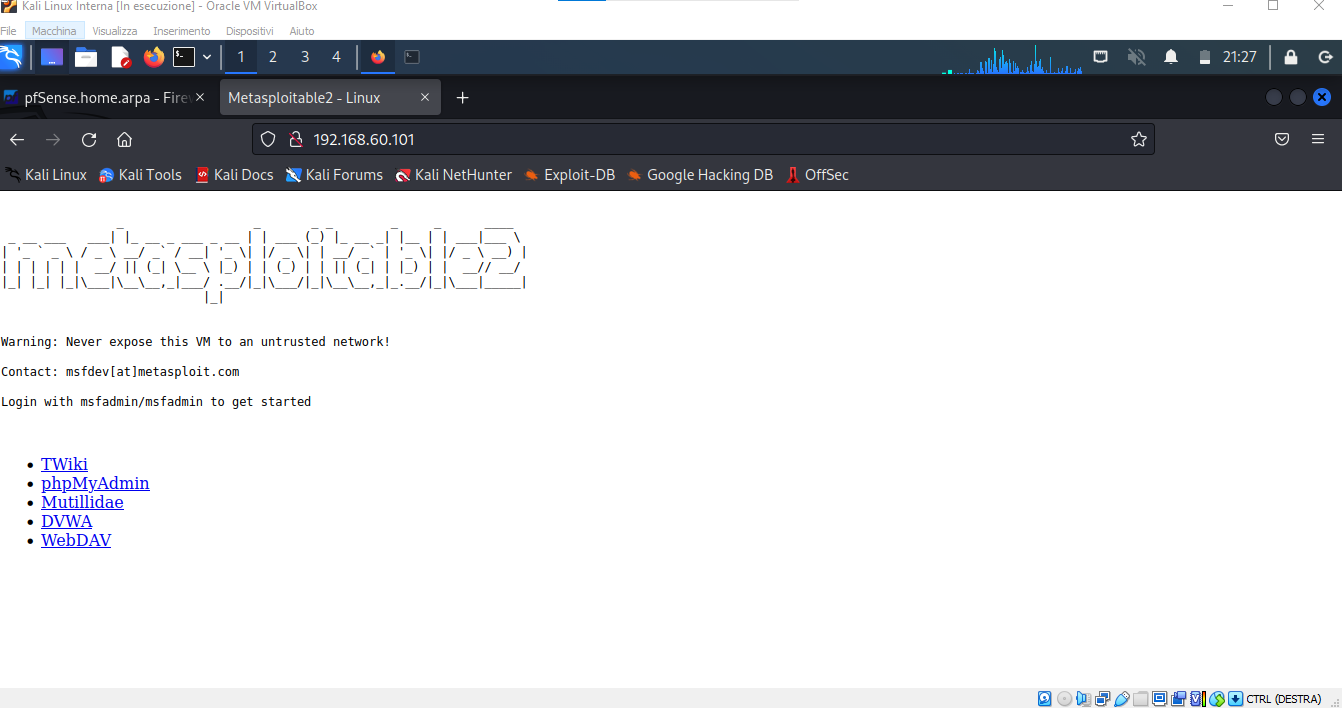 Kali Linux Interna [In esecuzione] - Oracle VM VirtualBox
File Macchina Visualizza Inserimento Dispositivi Aiuto
1 2 3 4 21:27
pfSense.home.arpa - Firew Metasploitable2 - Linux
192.168.60.101
Kali Linux Kali Tools Kali Docs Kali Forums Kali NetHunter Exploit-DB Google Hacking DB OffSec
metasploitable2
Warning: Never expose this VM to an untrusted network!
Contact: msfdev[at]metasploit.com
Login with msfadmin/msfadmin to get started
TWiki
phpMyAdmin
Mutillidae
DVWA
WebDAV
CTRL (DESTRA)